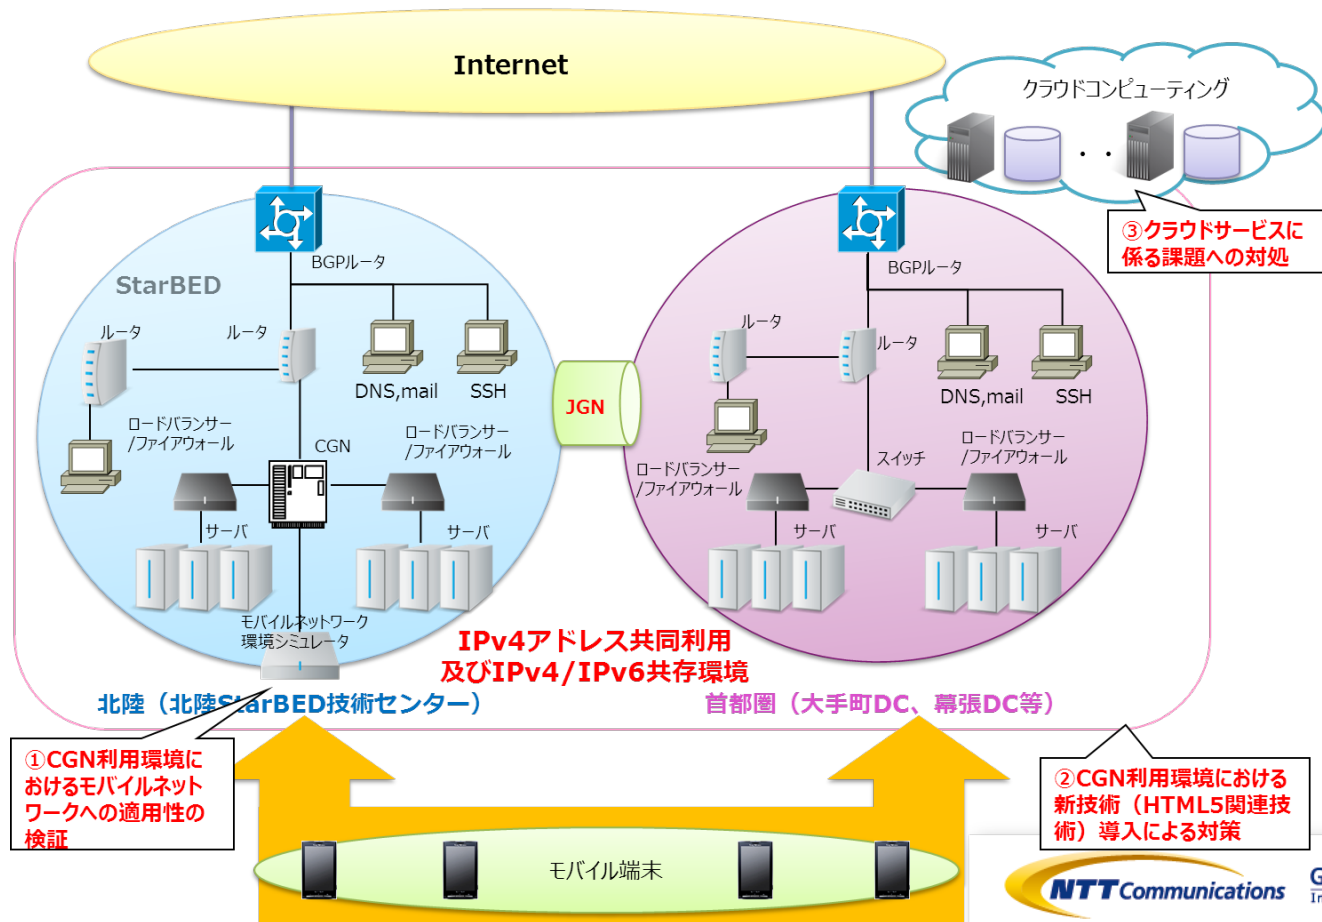 Internet
クラウドコンピューティング
・・
③クラウドサービスに
係る課題への対処
BGPルータ
BGPルータ
StarBED
ルータ
ルータ
DNS,mail
SSH
ルータ
ルータ
DNS,mail
SSH
JGN
ロードバランサー
/ファイアウォール
CGN
ロードバランサー
/ファイアウォール
サーバ
サーバ
ロードバランサー
/ファイアウォール
スイッチ
ロードバランサー
/ファイアウォール
サーバ
サーバ
モバイルネットワーク
環境シミュレータ
IPv4アドレス共同利用
及びIPv4/IPv6共存環境
北陸（北陸StarBED技術センター）
首都圏（大手町DC、幕張DC等）
①CGN利用環境に
おけるモバイルネット
ワークへの適用性の
検証
②CGN利用環境における
新技術（HTML5関連技
術）導入による対策
モバイル端末
NTT Communications